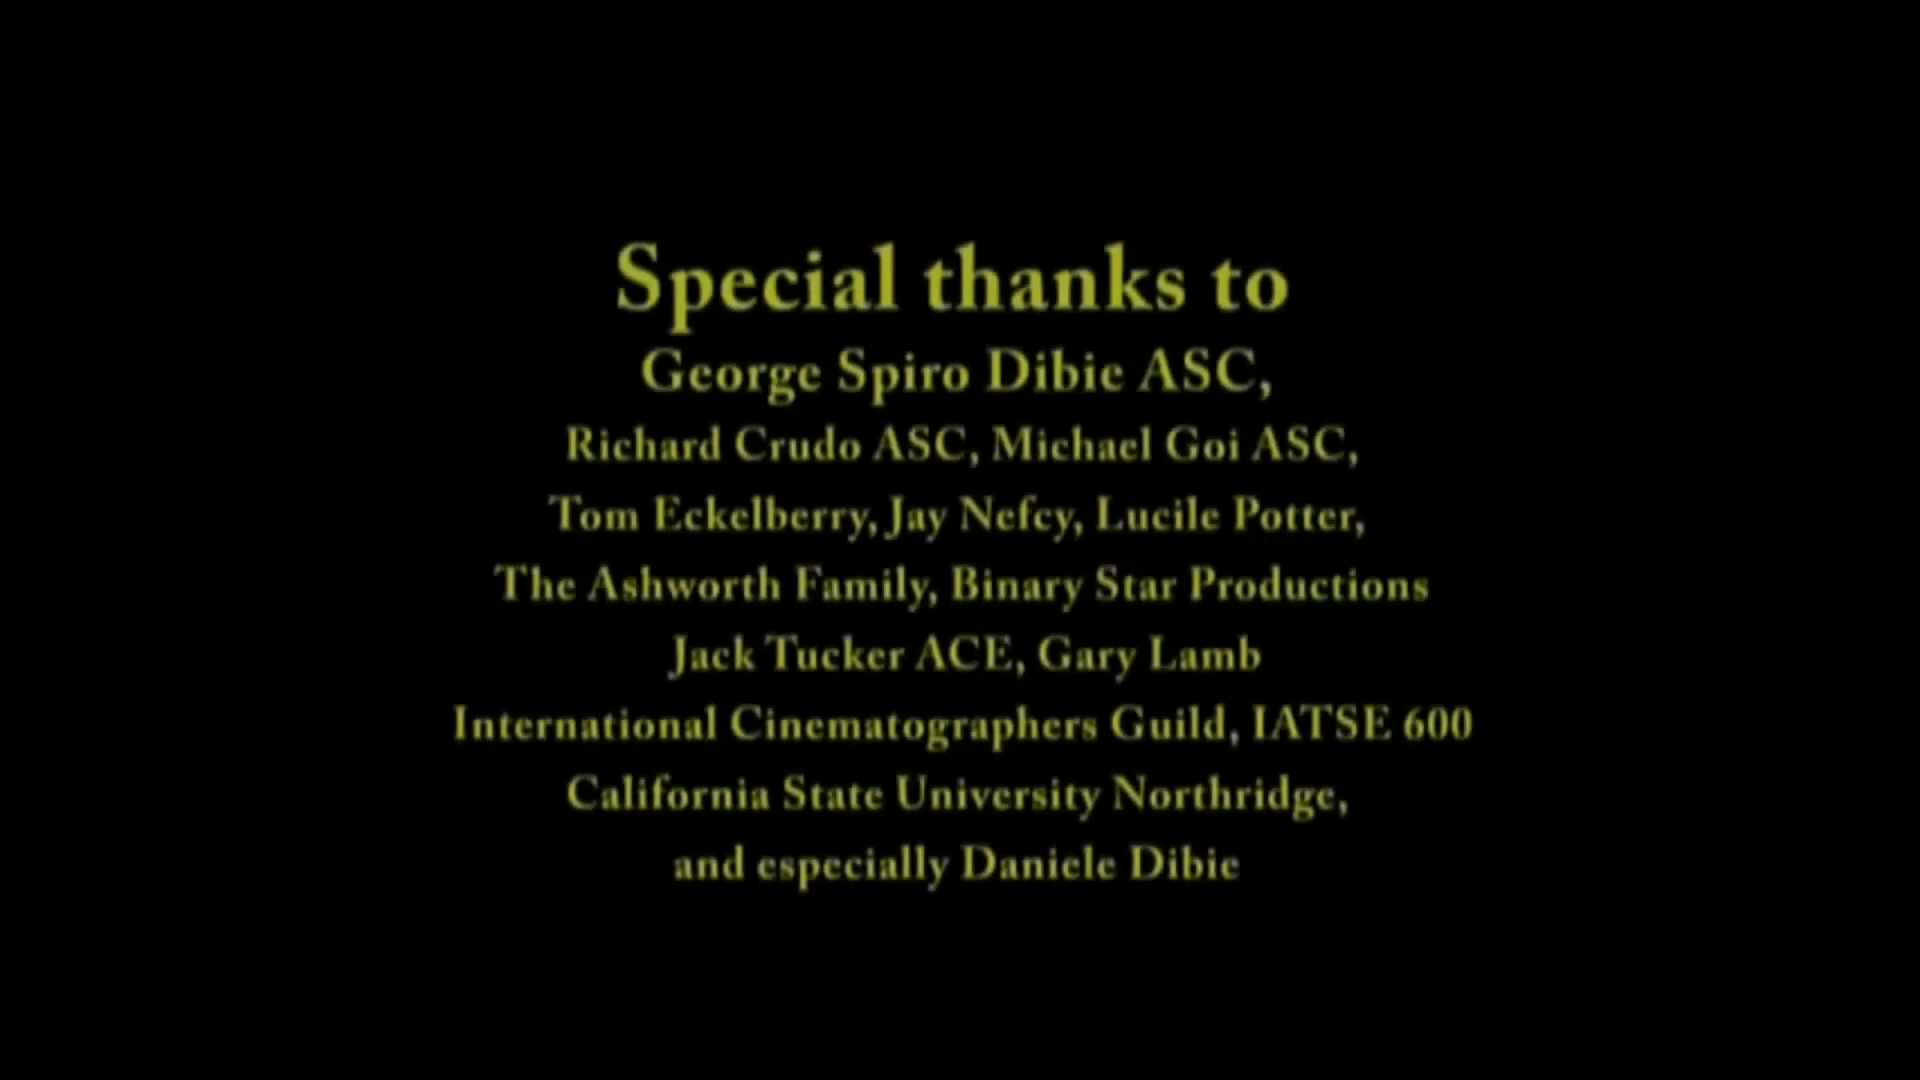 Special thanks to
George Spiro Dibie ASC,
Richard Crudo ASC, Michael Goi ASC,
Tom Eckelberry, Jay Nefcy, Lucile Potter,
The Ashworth Family, Binary Star Productions
Jack Tucker ACE, Gary Lamb
International Cinematographers Guild, IATSE 600
California State University Northridge,
and especially Daniele Dibie